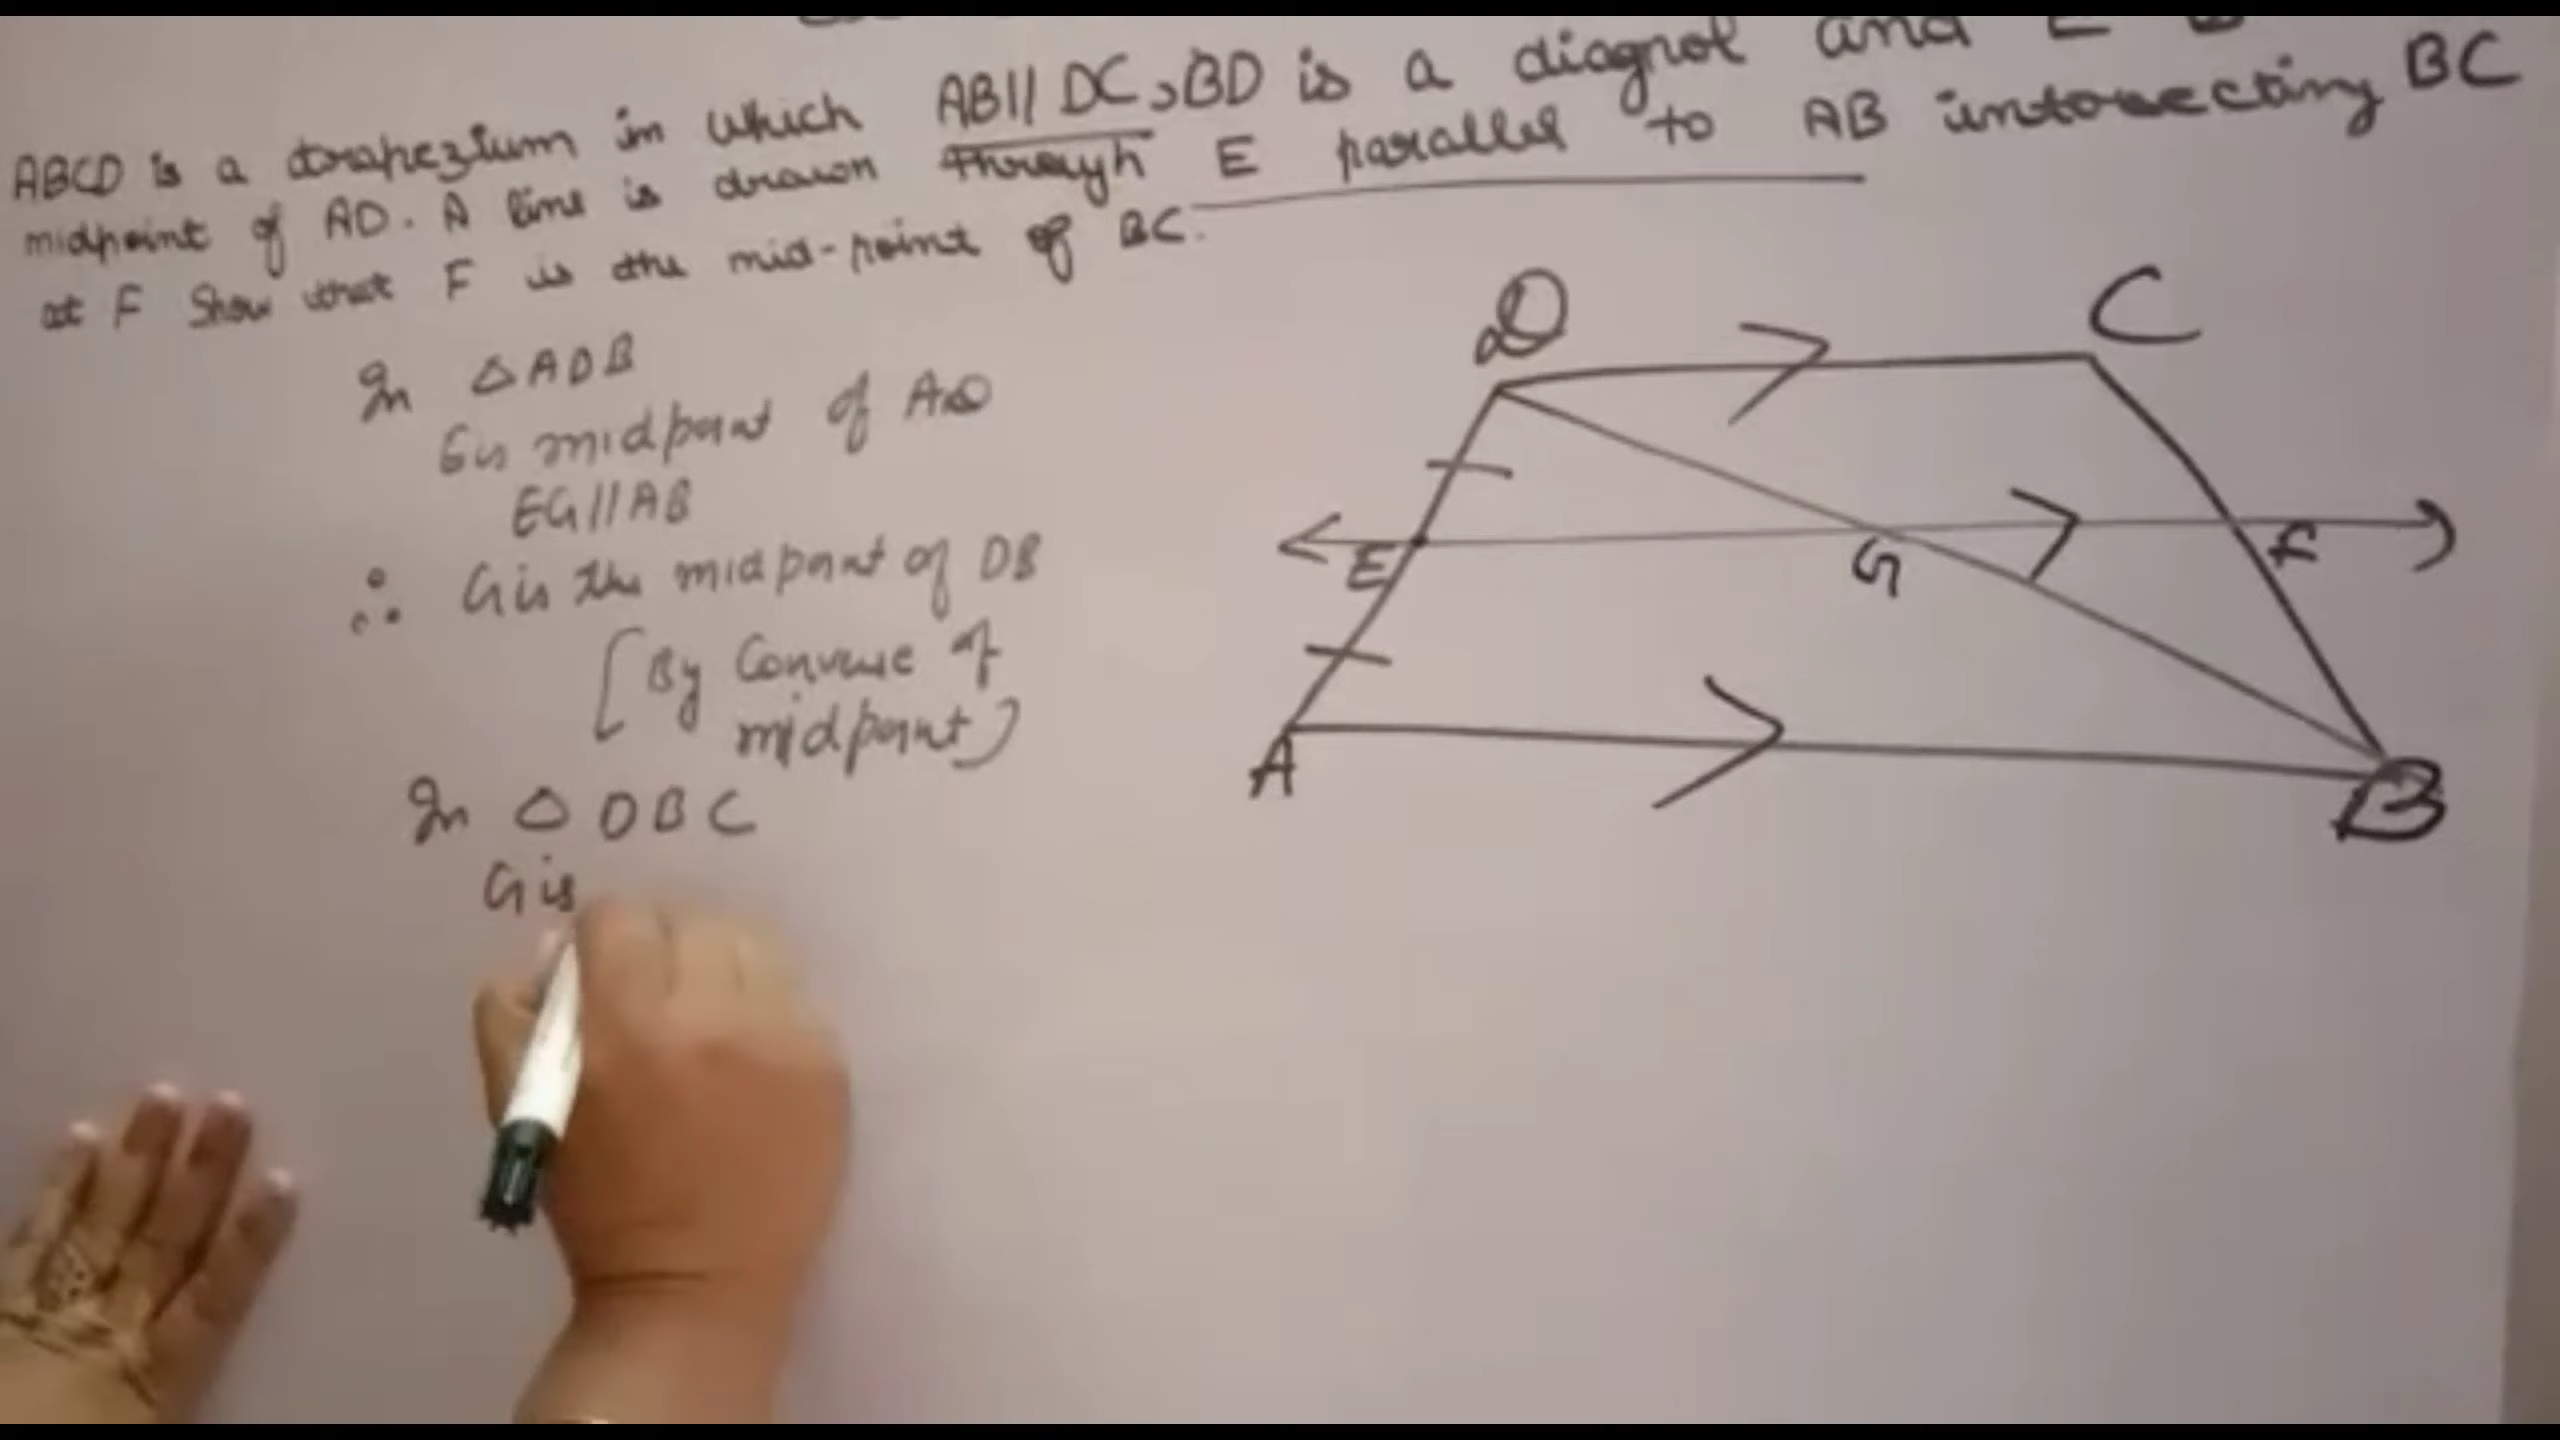 ABCD is a trapezium in which AB || DC, BD is a diagnol and E
midpoint of AD. A line is drawn through E parallel to AB intersecting BC
at F Show that F is the mid-point of BC.
In △ADB
E is midpoint of AD
EG || AB
∴ G is the midpoint of DB
[By Converse of
midpoint)
In △ DBC
G is
D
C
E
G
F
A
B